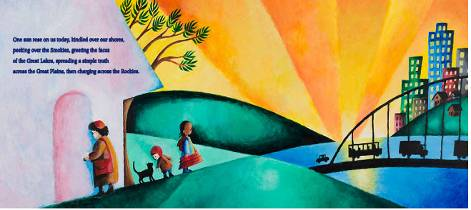 One sun rose on us today, kindled over our shores,
peeking over the Smokies, greeting the faces
of the Great Lakes, spreading a simple truth
across the Great Plains, then charging across the Rockies.